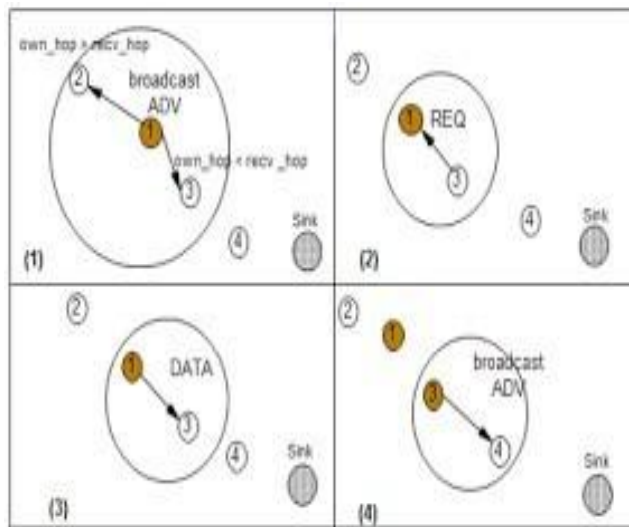 own_hop > recv_hop
2
broadcast
ADV
1
own_hop < recv_hop
3
4
Sink
(1)
2
1
REQ
3
4
Sink
(2)
2
1
DATA
3
4
Sink
(3)
2
1
broadcast
ADV
3
4
Sink
(4)